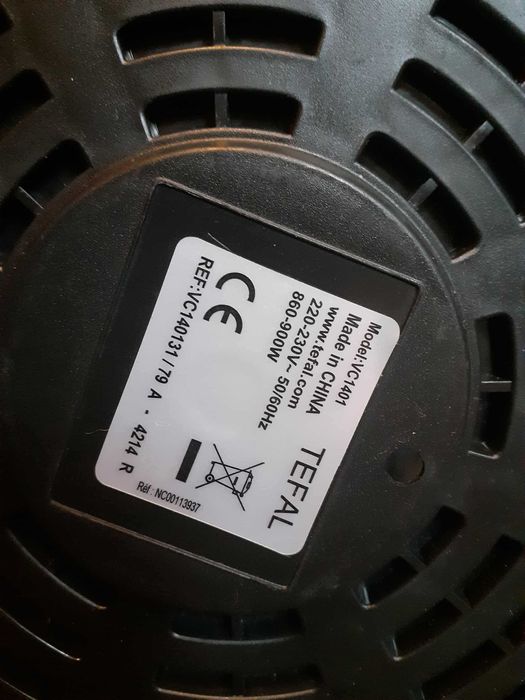 TEFAL
Model:VC1401
Made in CHINA
www.tefal.com
220-230V~ 50/60Hz
860-900W
CE
REF:VC140131 / 79 A - 4214 R
Réf : NC00113937